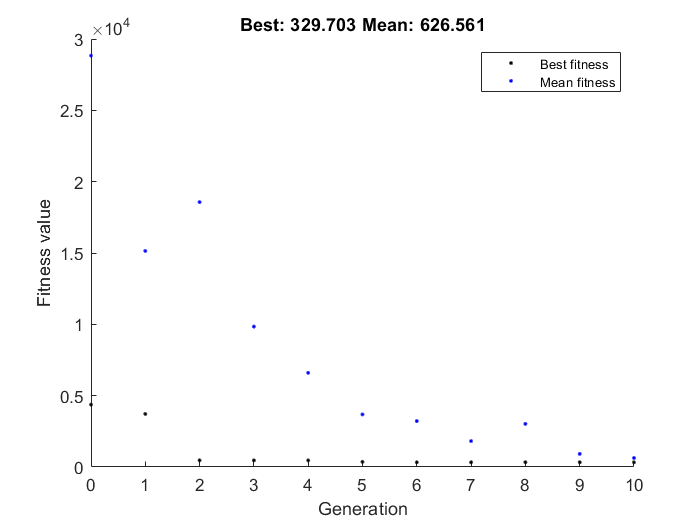 Best: 329.703 Mean: 626.561
×10^4
3
2.5
2
1.5
1
0.5
0
Fitness value
Best fitness
Mean fitness
0 1 2 3 4 5 6 7 8 9 10
Generation